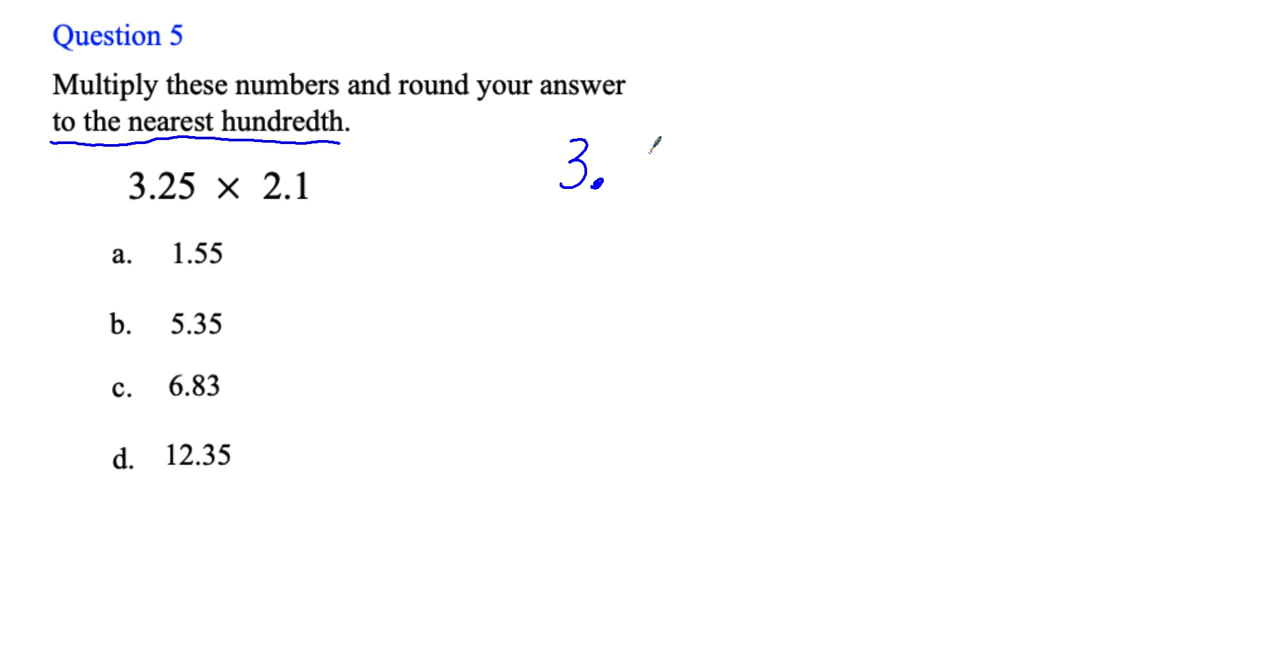 Question 5
Multiply these numbers and round your answer
to the nearest hundredth.
3.
3.25 × 2.1
a. 1.55
b. 5.35
c. 6.83
d. 12.35